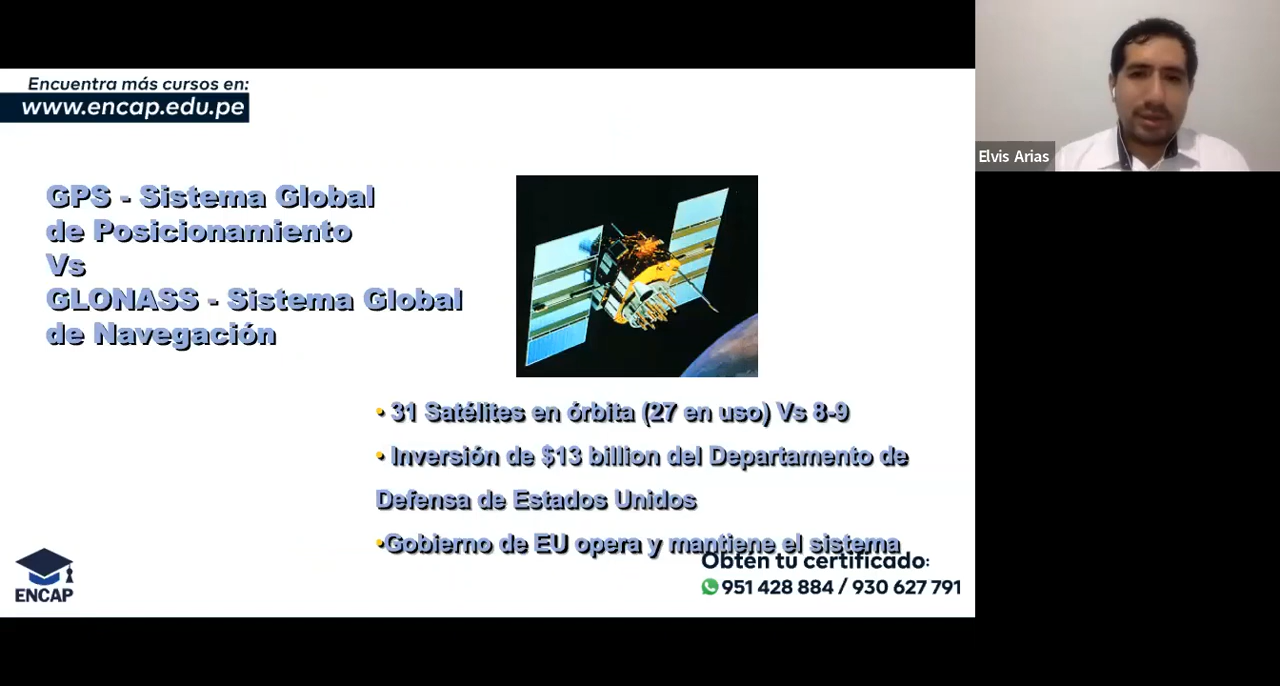 Encuentra más cursos en:
www.encap.edu.pe
GPS - Sistema Global
de Posicionamiento
Vs
GLONASS - Sistema Global
de Navegación
• 31 Satélites en órbita (27 en uso) Vs 8-9
• Inversión de $13 billion del Departamento de
Defensa de Estados Unidos
•Gobierno de EU opera y mantiene el sistema
Obtén tu certificado:
951 428 884 / 930 627 791
ENCAP
Elvis Arias